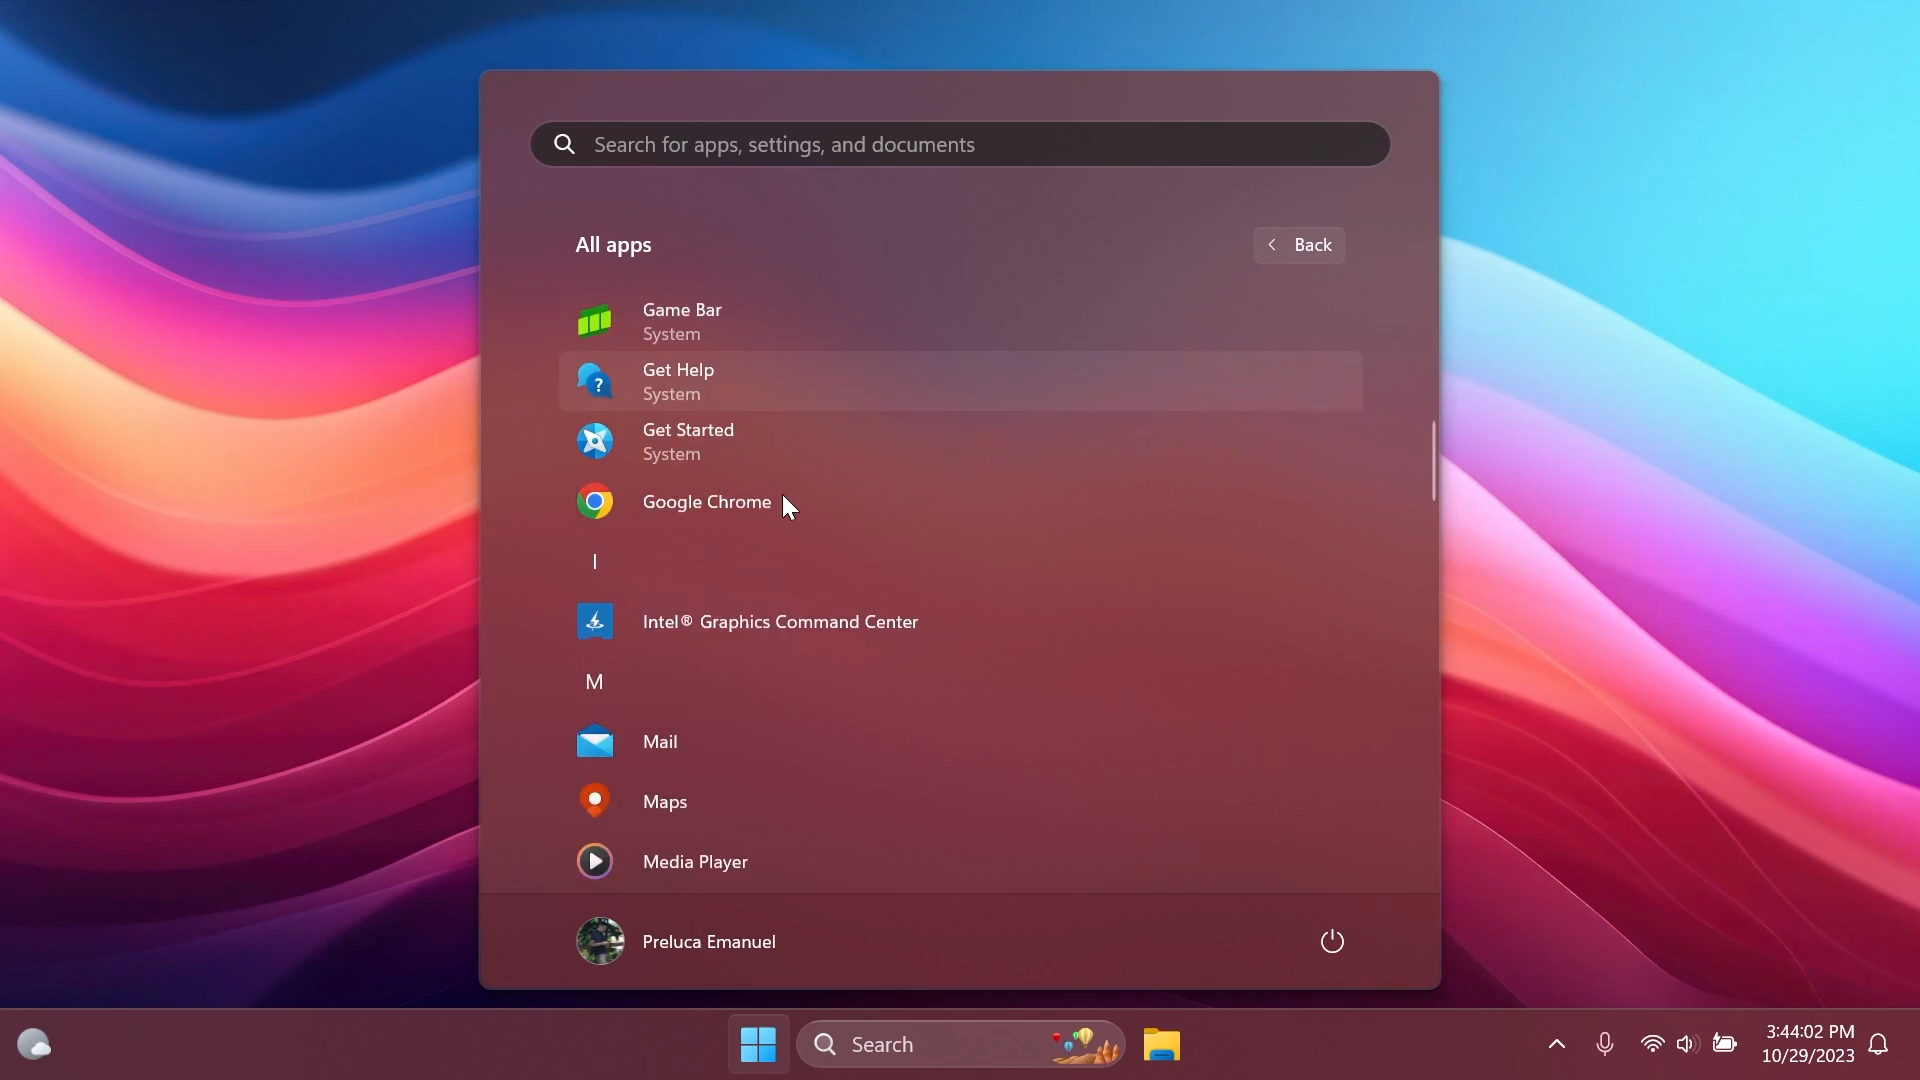 Search for apps, settings, and documents
All apps
Back
Game Bar
System
Get Help
System
Get Started
System
Google Chrome
I
Intel® Graphics Command Center
M
Mail
Maps
Media Player
Preluca Emanuel
Search
3:44:02 PM
10/29/2023